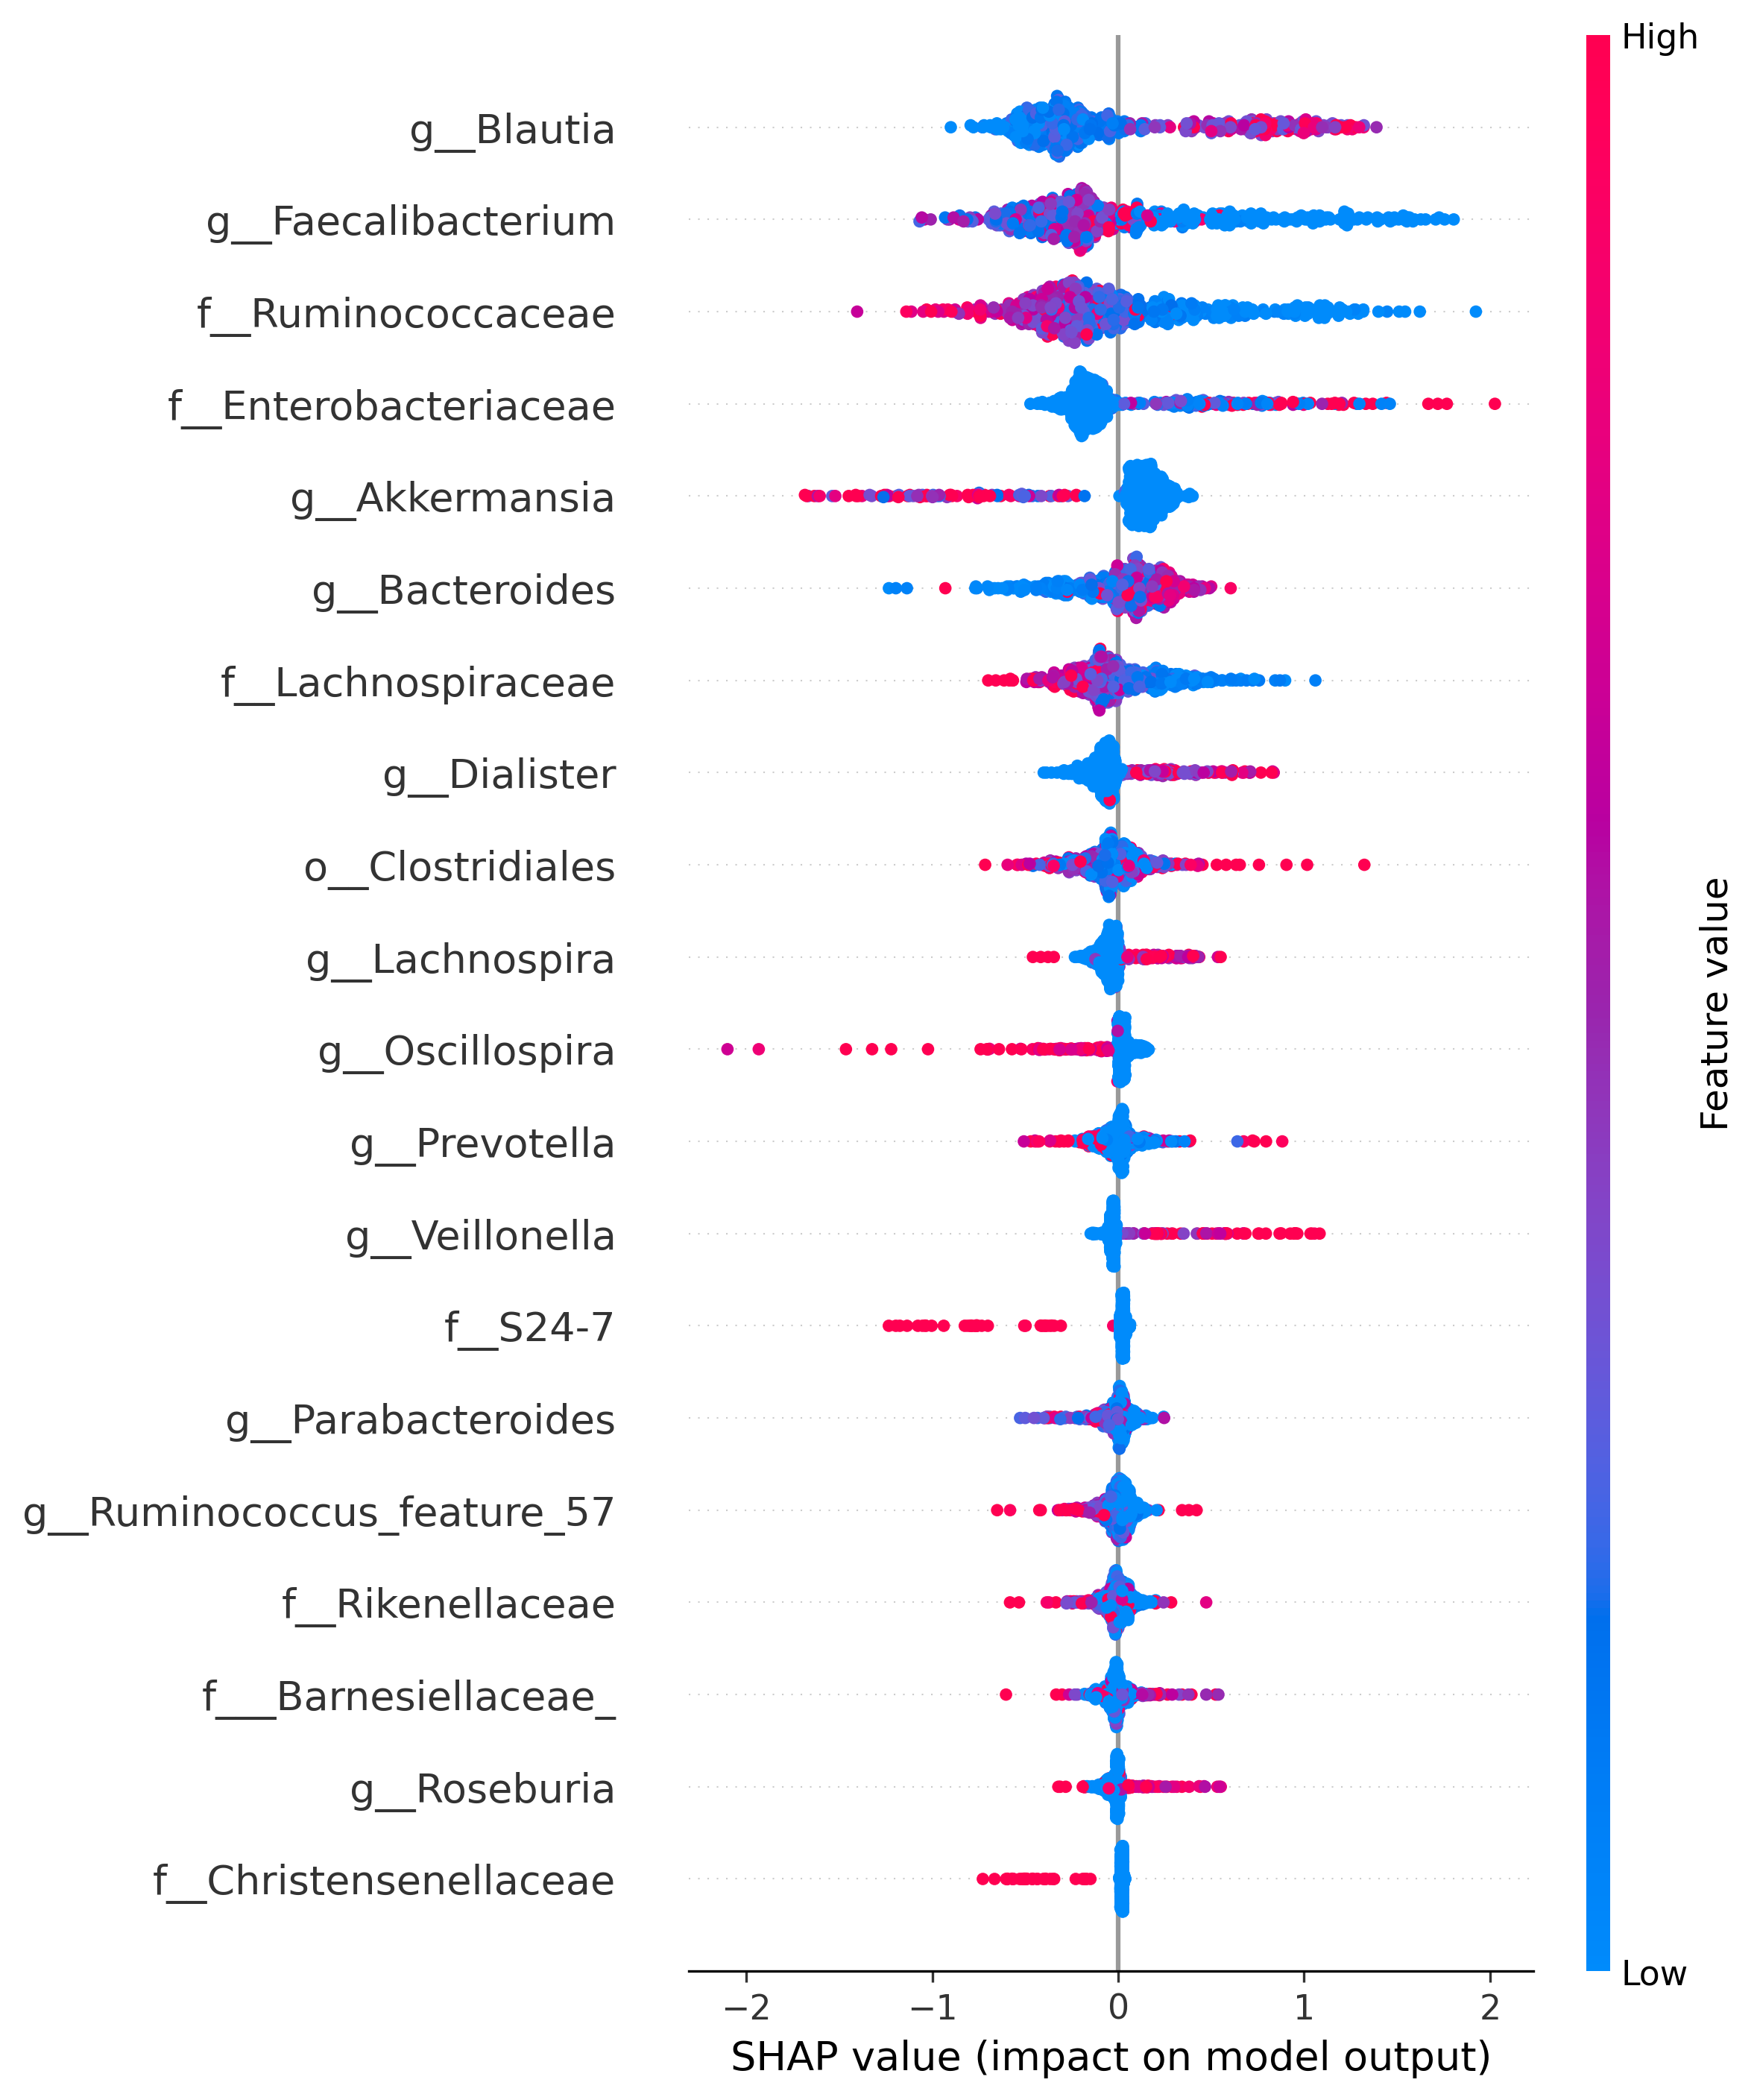 High
g__Blautia
g__Faecalibacterium
f__Ruminococcaceae
f__Enterobacteriaceae
g__Akkermansia
g__Bacteroides
f__Lachnospiraceae
g__Dialister
o__Clostridiales
g__Lachnospira
g__Oscillospira
g__Prevotella
g__Veillonella
f__S24-7
g__Parabacteroides
g__Ruminococcus_feature_57
f__Rikenellaceae
f___Barnesiellaceae_
g__Roseburia
f__Christensenellaceae
Feature value
Low
−2 −1 0 1 2
SHAP value (impact on model output)